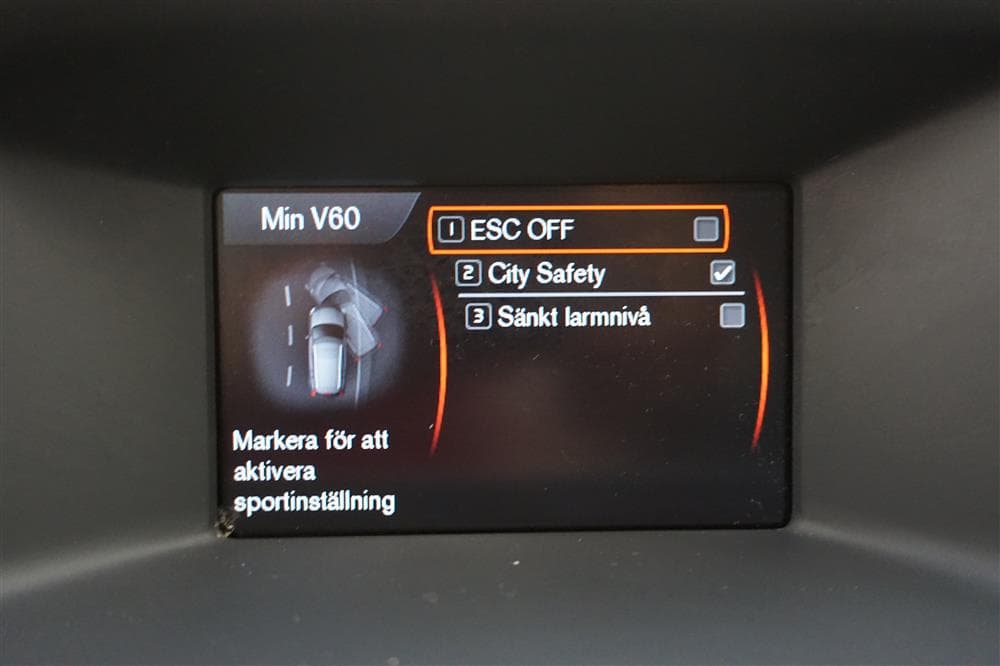 Min V60
1 ESC OFF
2 City Safety
3 Sänkt larmnivå
Markera för att
aktivera
sportinställning